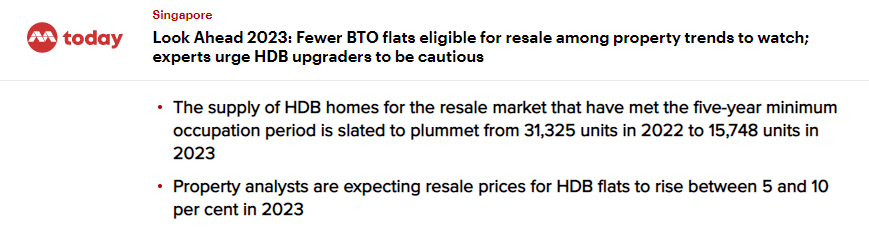 Singapore
today
Look Ahead 2023: Fewer BTO flats eligible for resale among property trends to watch;
experts urge HDB upgraders to be cautious
• The supply of HDB homes for the resale market that have met the five-year minimum
occupation period is slated to plummet from 31,325 units in 2022 to 15,748 units in
2023
• Property analysts are expecting resale prices for HDB flats to rise between 5 and 10
per cent in 2023